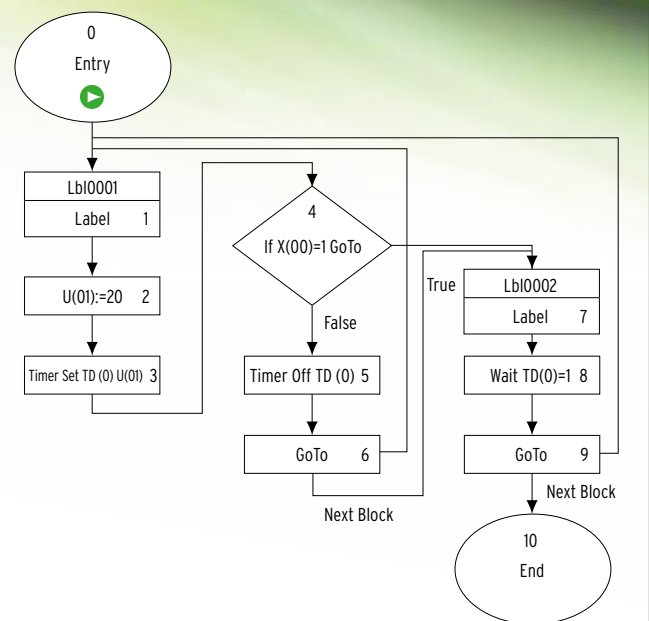 0
Entry
Lbl0001
Label 1
U(01):=20 2
Timer Set TD (0) U(01) 3
4
If X(00)=1 GoTo
True
False
Timer Off TD (0) 5
GoTo 6
Next Block
Lbl0002
Label 7
Wait TD(0)=1 8
GoTo 9
Next Block
10
End